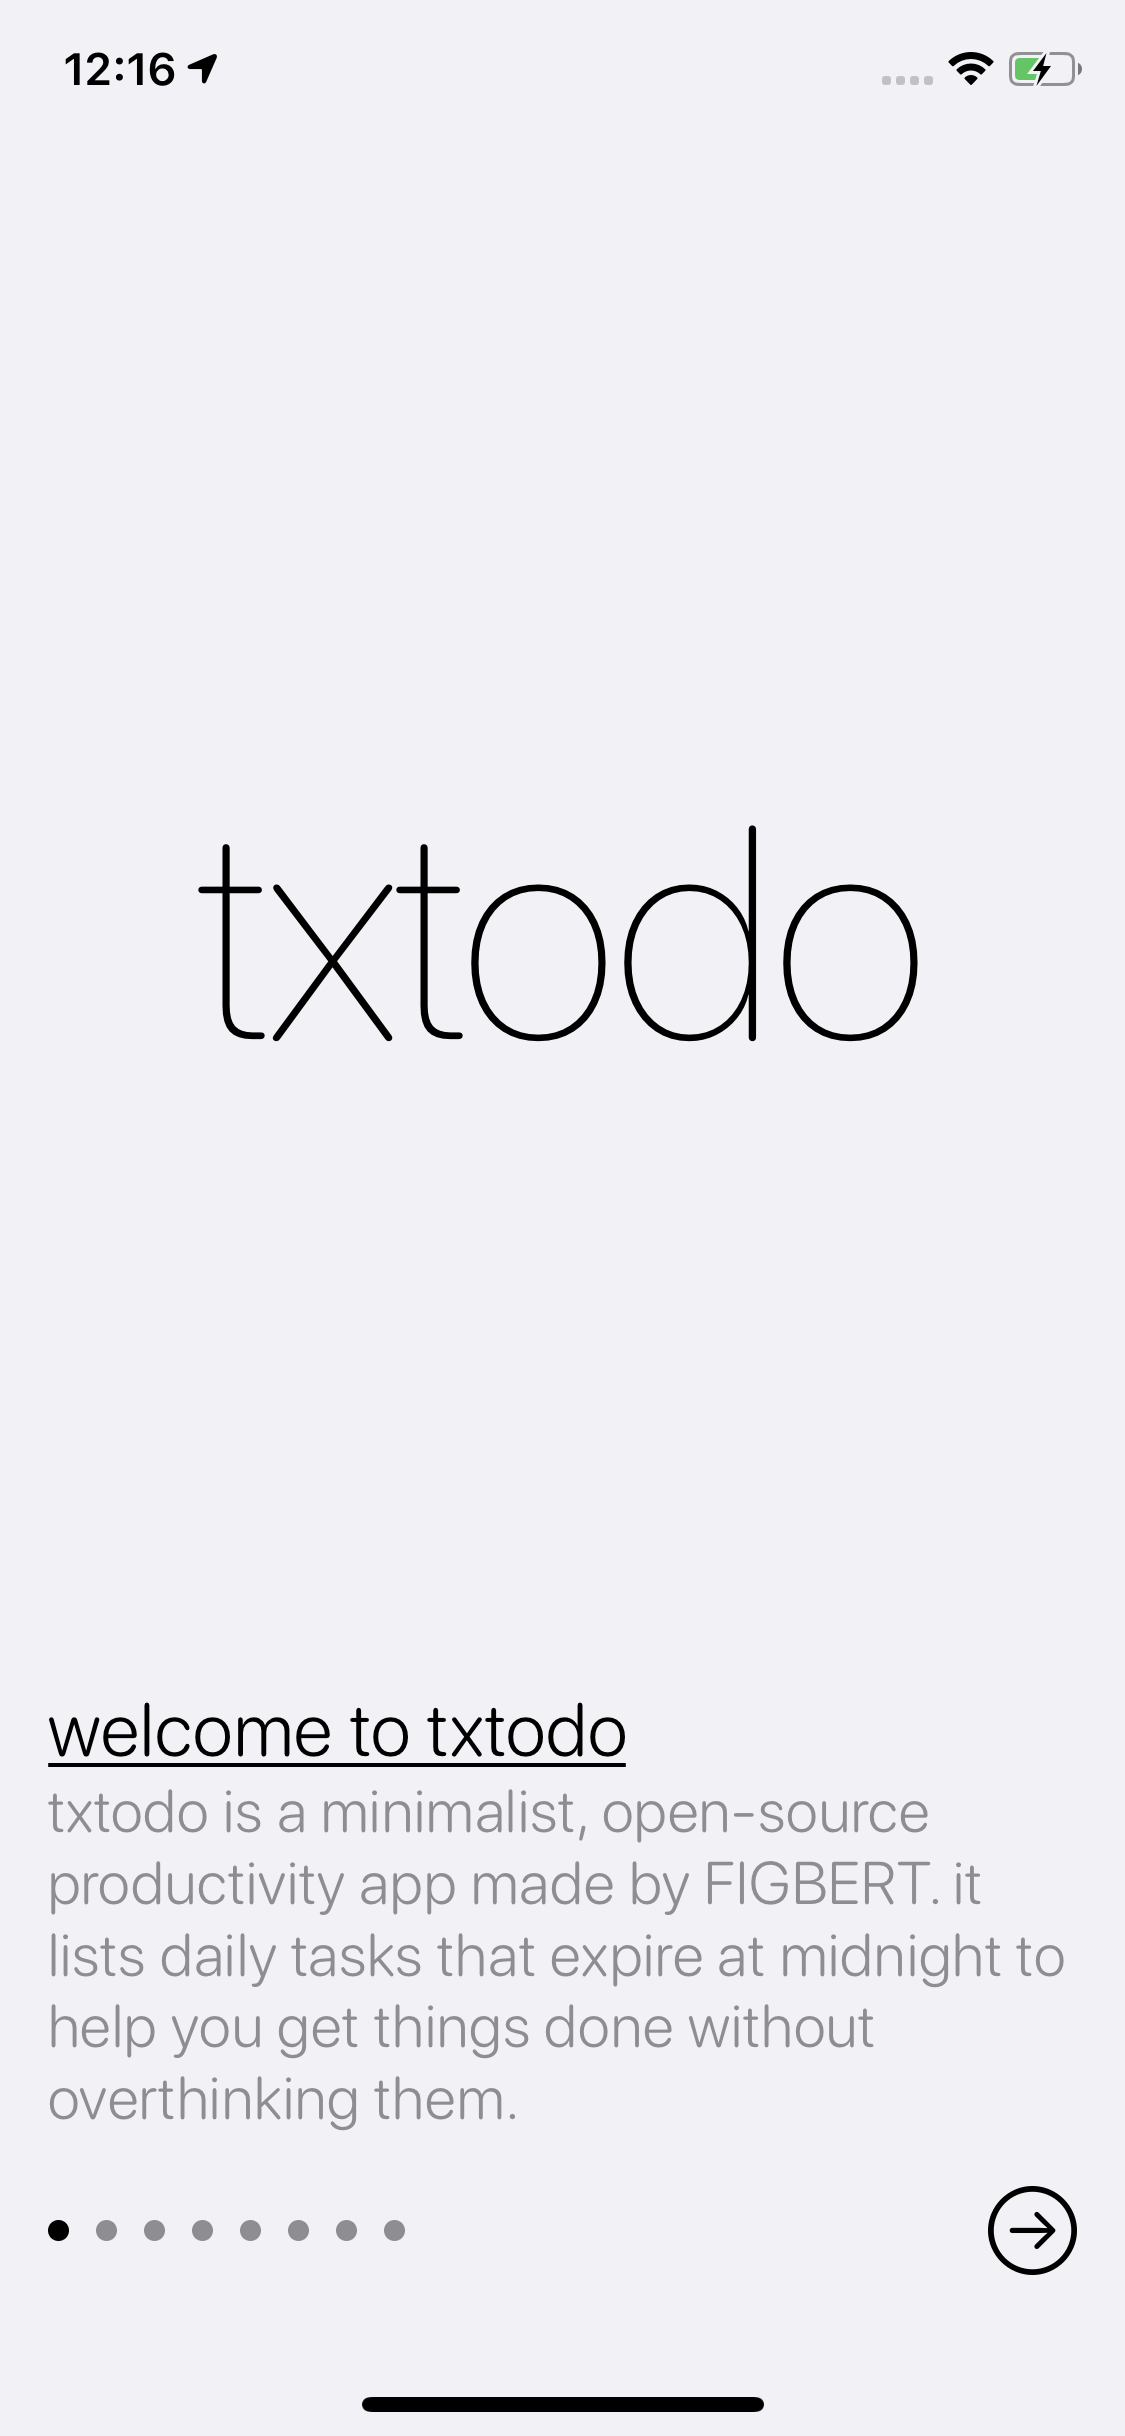 12:16
txtodo
welcome to txtodo
txtodo is a minimalist, open-source
productivity app made by FIGBERT. it
lists daily tasks that expire at midnight to
help you get things done without
overthinking them.